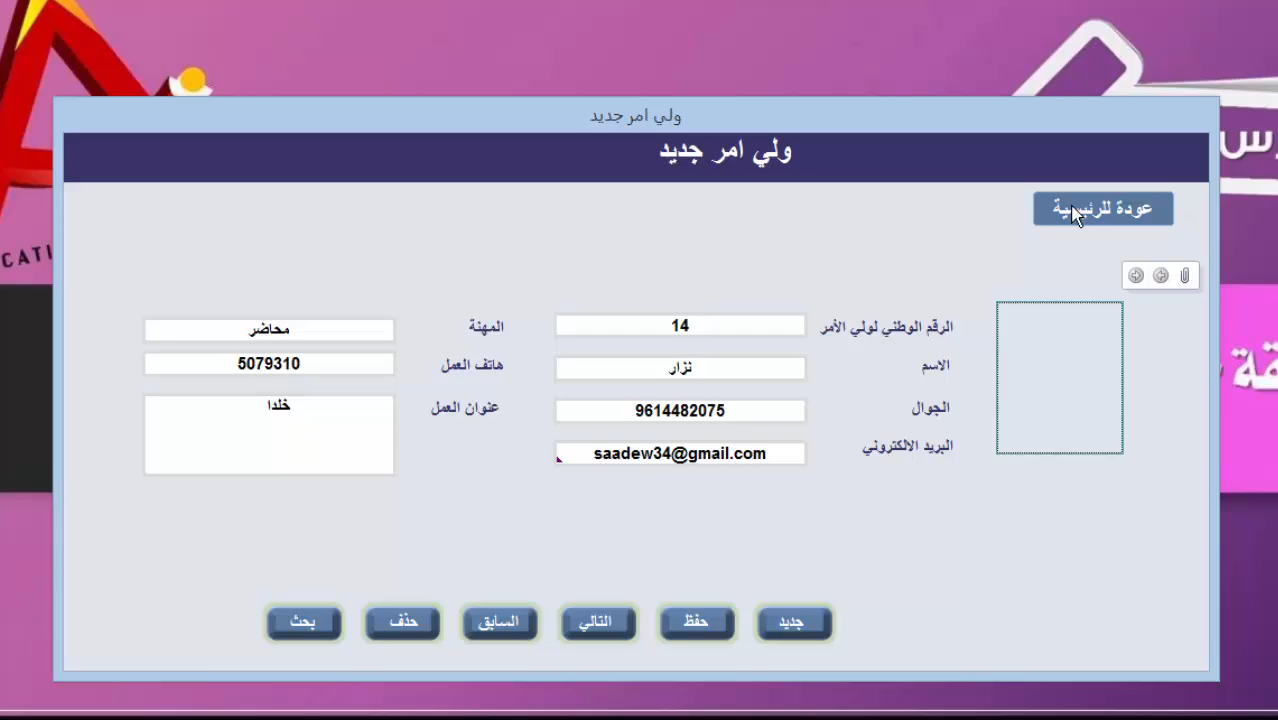 ولي امر جديد
ولي امر جديد
عودة للرئيسية
الرقم الوطني لولي الأمر 14
المهنة محاضر
الاسم نزار
هاتف العمل 5079310
الجوال 9614482075
عنوان العمل خلدا
البريد الالكتروني saadew34@gmail.com
جديد حفظ التالي السابق حذف بحث